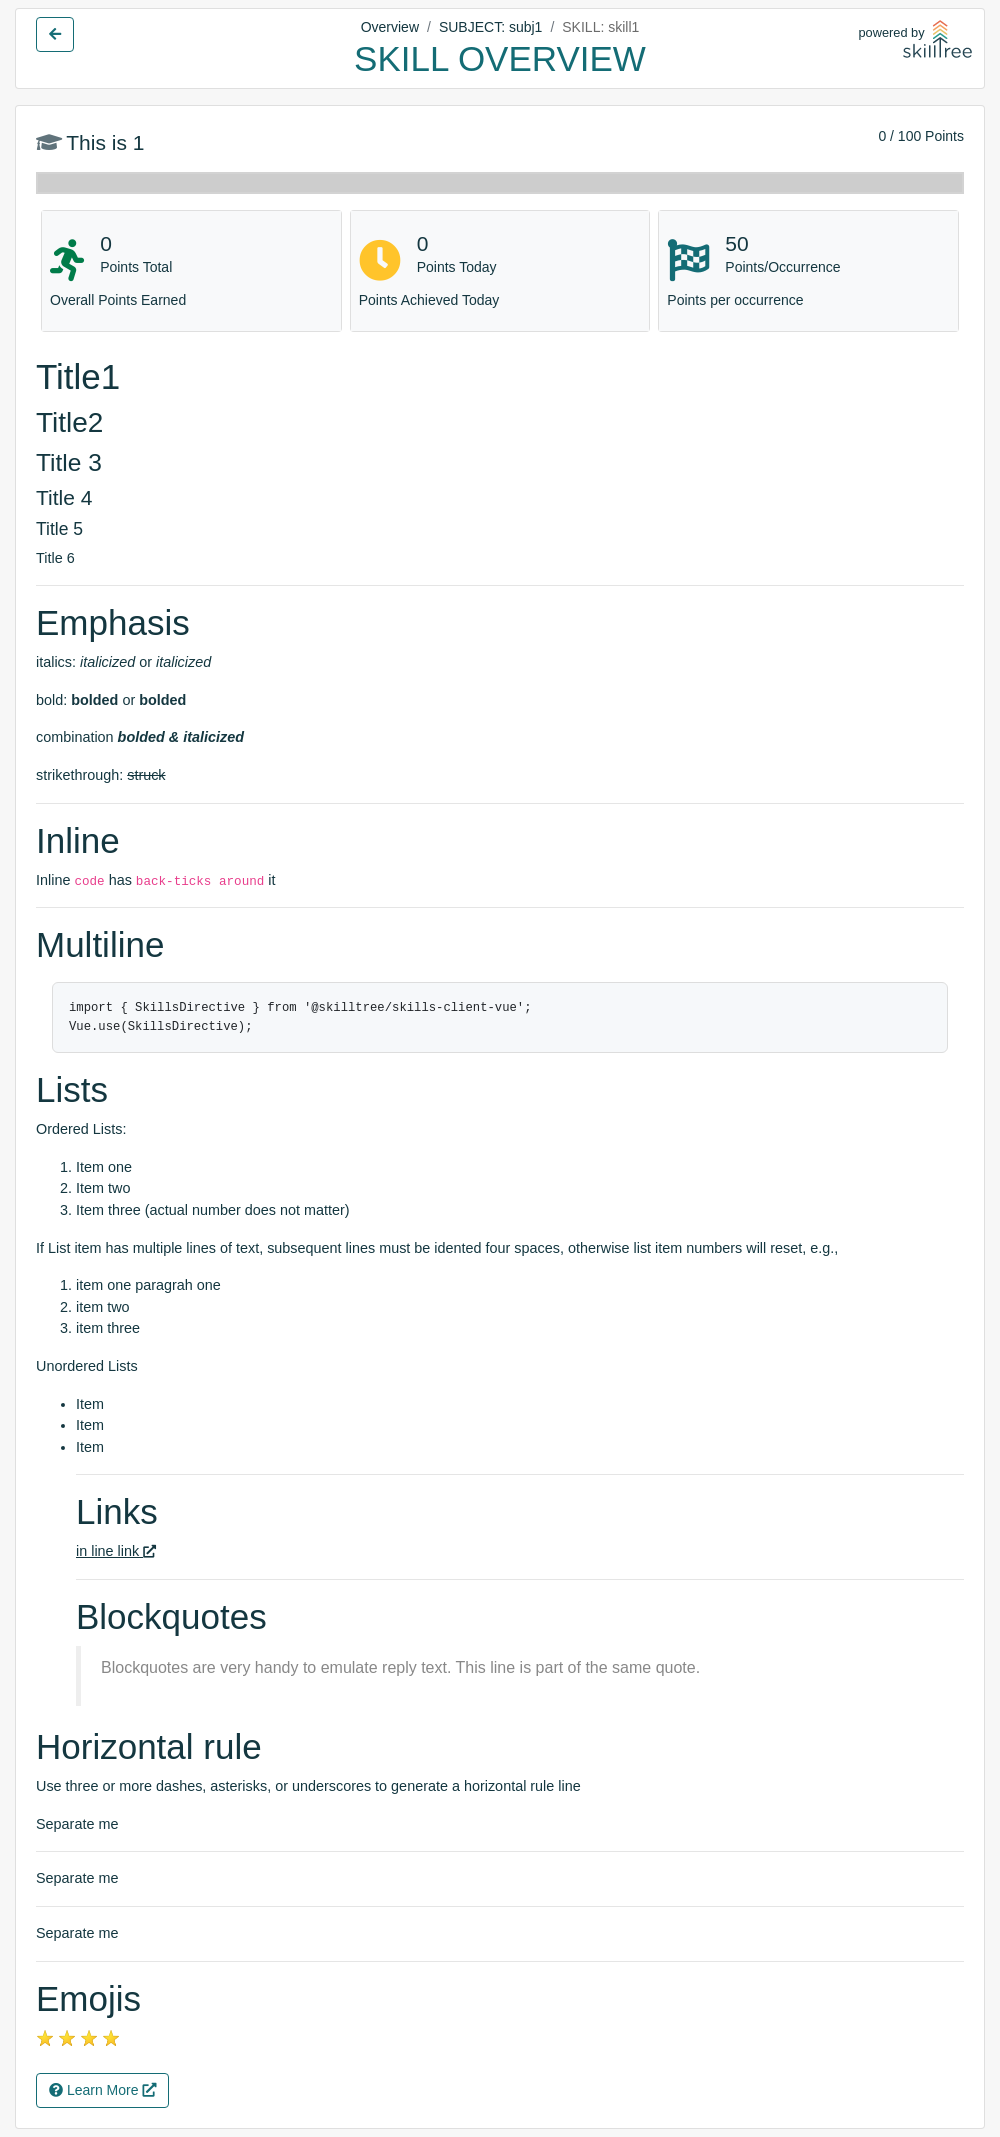 Overview / SUBJECT: subj1 / SKILL: skill1
SKILL OVERVIEW
powered by
skilltree
This is 1
0 / 100 Points
0
Points Total
Overall Points Earned
0
Points Today
Points Achieved Today
50
Points/Occurrence
Points per occurrence
Title1
Title2
Title 3
Title 4
Title 5
Title 6
Emphasis
italics: italicized or italicized
bold: bolded or bolded
combination bolded & italicized
strikethrough: struck
Inline
Inline code has back-ticks around it
Multiline
import { SkillsDirective } from '@skilltree/skills-client-vue';
Vue.use(SkillsDirective);
Lists
Ordered Lists:
1. Item one
2. Item two
3. Item three (actual number does not matter)
If List item has multiple lines of text, subsequent lines must be idented four spaces, otherwise list item numbers will reset, e.g.,
1. item one paragrah one
2. item two
3. item three
Unordered Lists
• Item
• Item
• Item
Links
in line link
Blockquotes
Blockquotes are very handy to emulate reply text. This line is part of the same quote.
Horizontal rule
Use three or more dashes, asterisks, or underscores to generate a horizontal rule line
Separate me
Separate me
Separate me
Emojis
Learn More